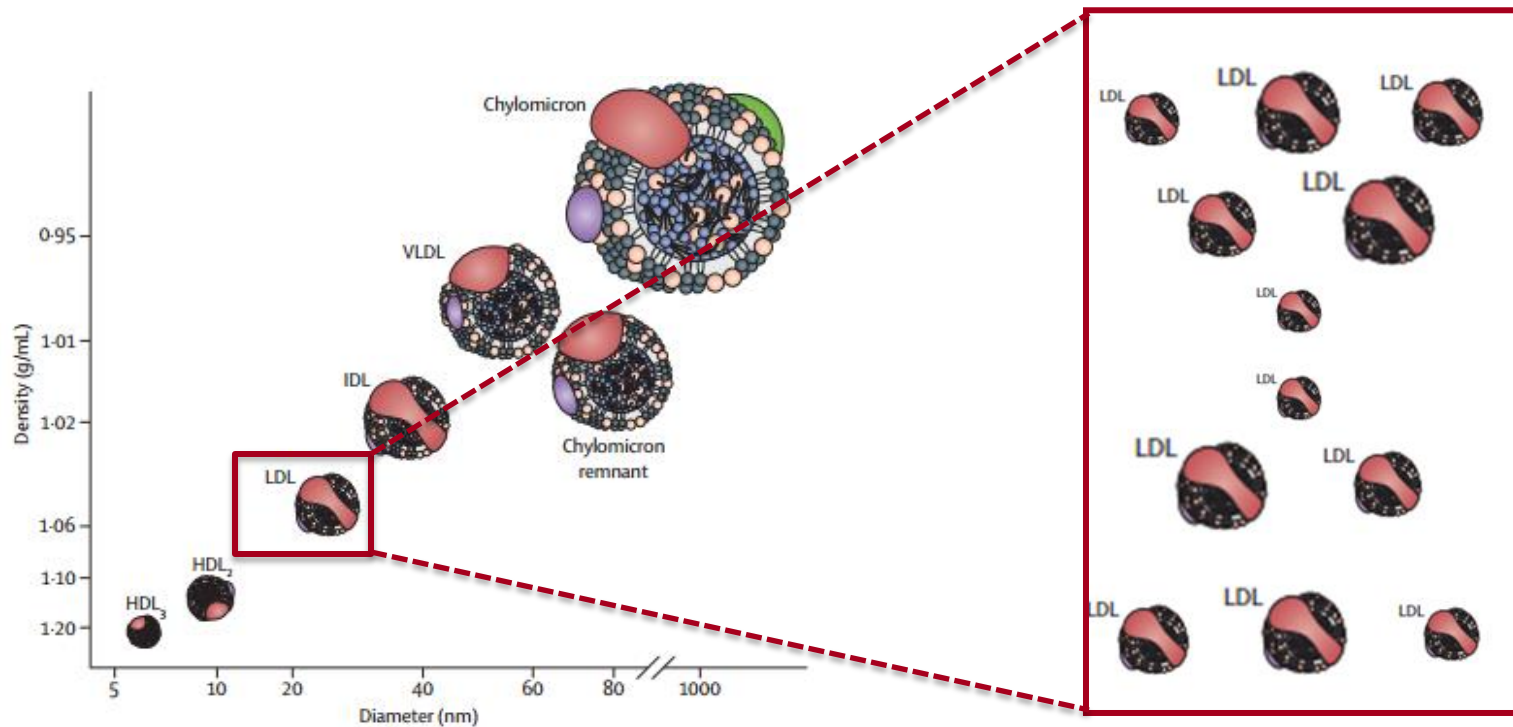 Chylomicron
VLDL
IDL
Chylomicron
remnant
LDL
HDL₂
HDL₃
Density (g/mL)
0·95
1·01
1·02
1·06
1·10
1·20
5 10 20 40 60 80 1000
Diameter (nm)
LDL LDL LDL
LDL LDL
LDL
LDL
LDL LDL
LDL LDL LDL